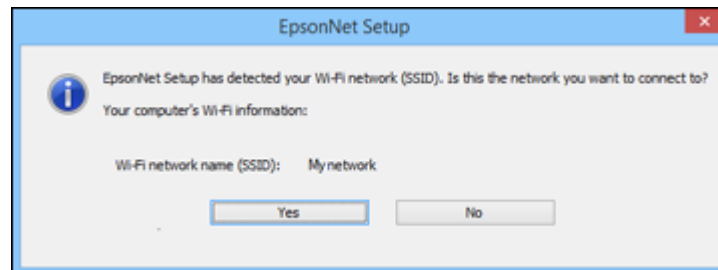 EpsonNet Setup
EpsonNet Setup has detected your Wi-Fi network (SSID). Is this the network you want to connect to?
Your computer's Wi-Fi information:
Wi-Fi network name (SSID): My network
Yes No